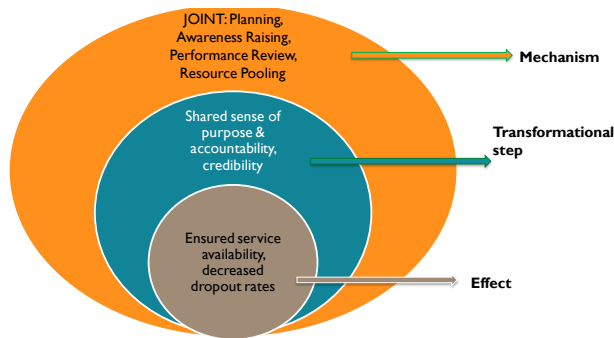 JOINT: Planning,
Awareness Raising,
Performance Review,
Resource Pooling
Mechanism
Shared sense of
purpose &
accountability,
credibility
Transformational
step
Ensured service
availability,
decreased
dropout rates
Effect